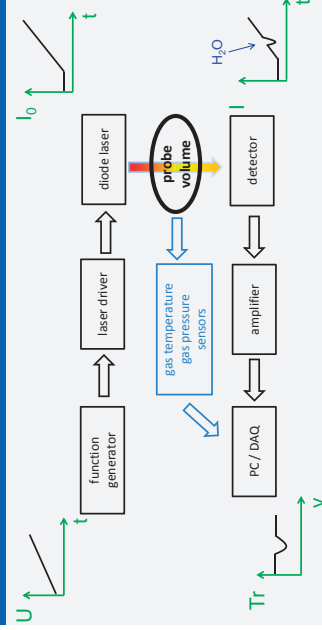 U
t
function
generator
laser driver
diode laser
I₀
t
gas temperature
gas pressure
sensors
probe
volume
Tr
ν
PC / DAQ
amplifier
detector
I
t
H₂O